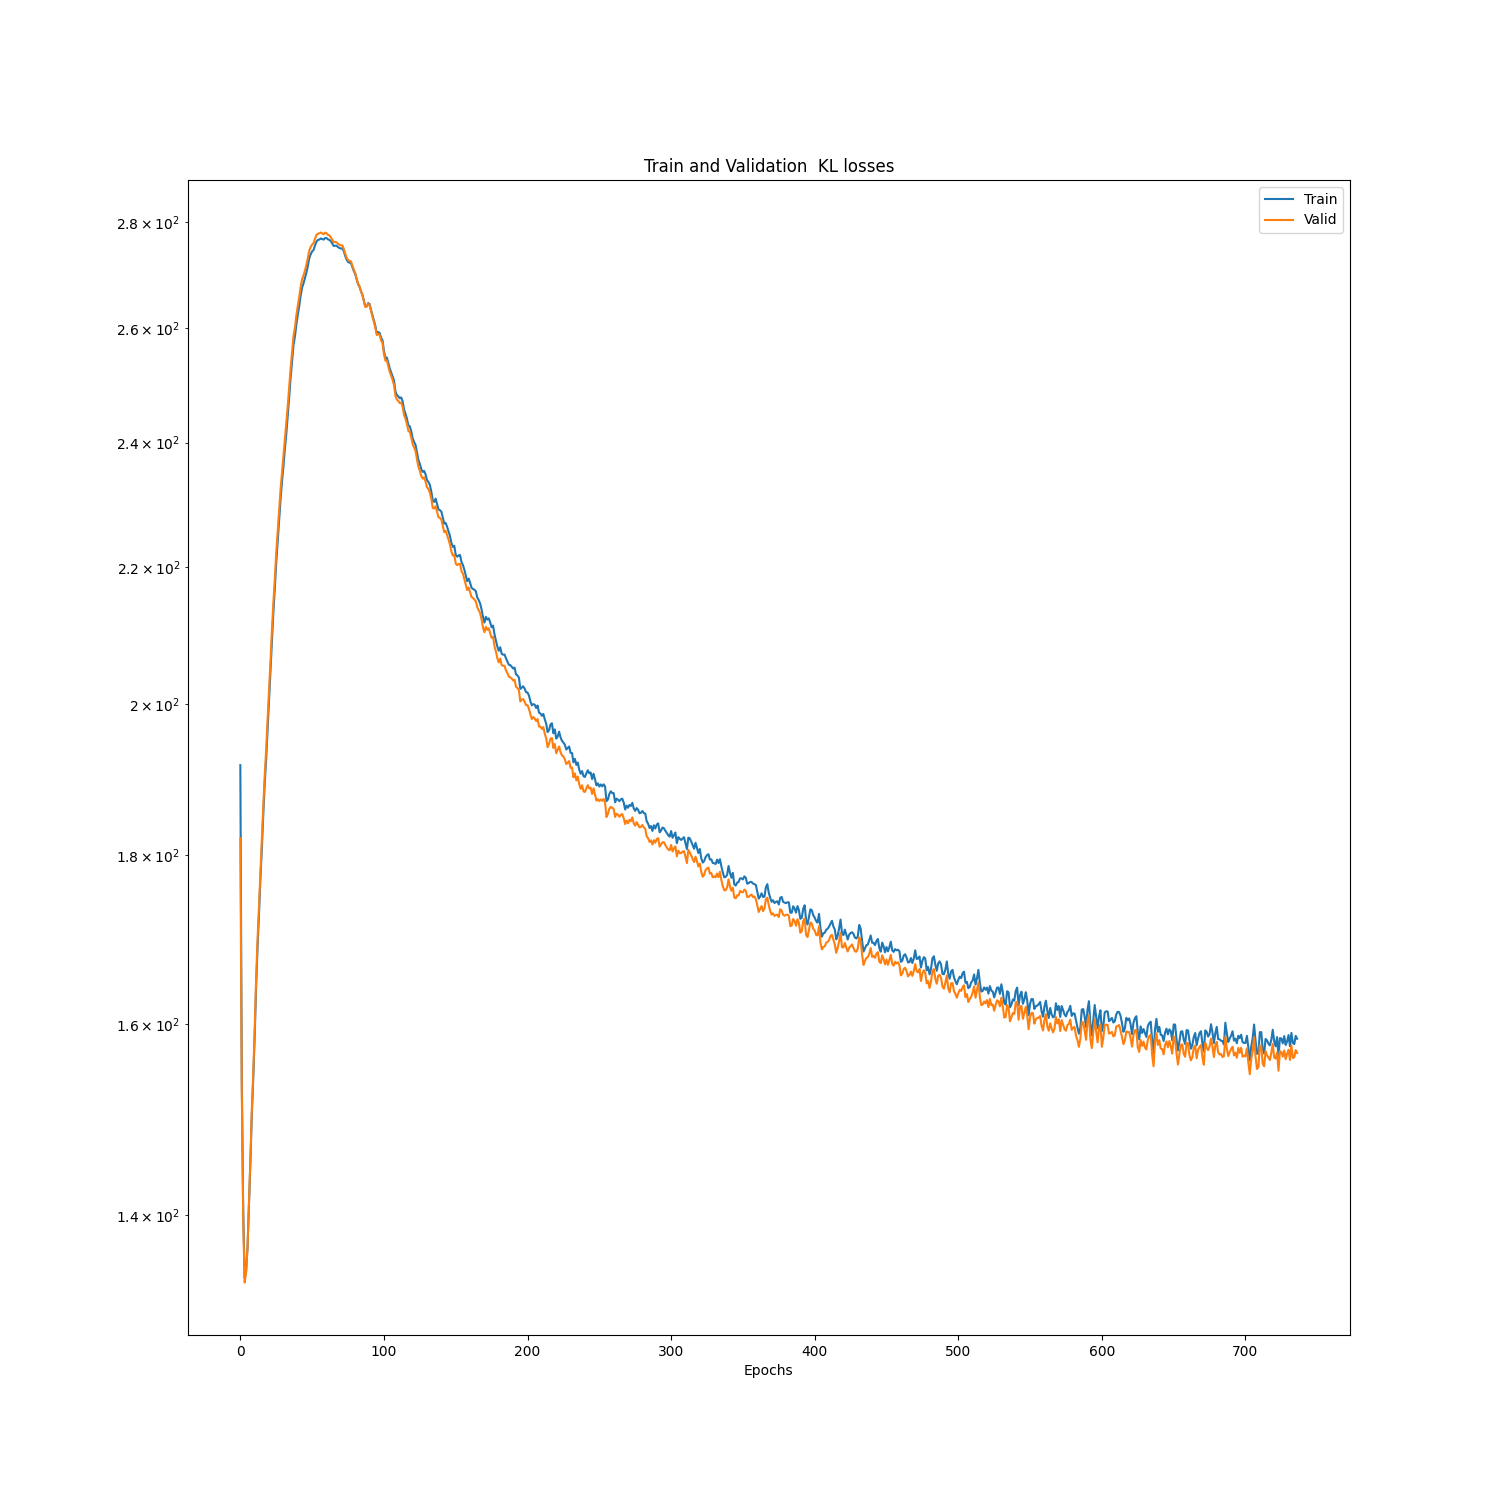 Train and Validation  KL losses
Train
Valid
2.8 × 10²
2.6 × 10²
2.4 × 10²
2.2 × 10²
2 × 10²
1.8 × 10²
1.6 × 10²
1.4 × 10²
0 100 200 300 400 500 600 700
Epochs